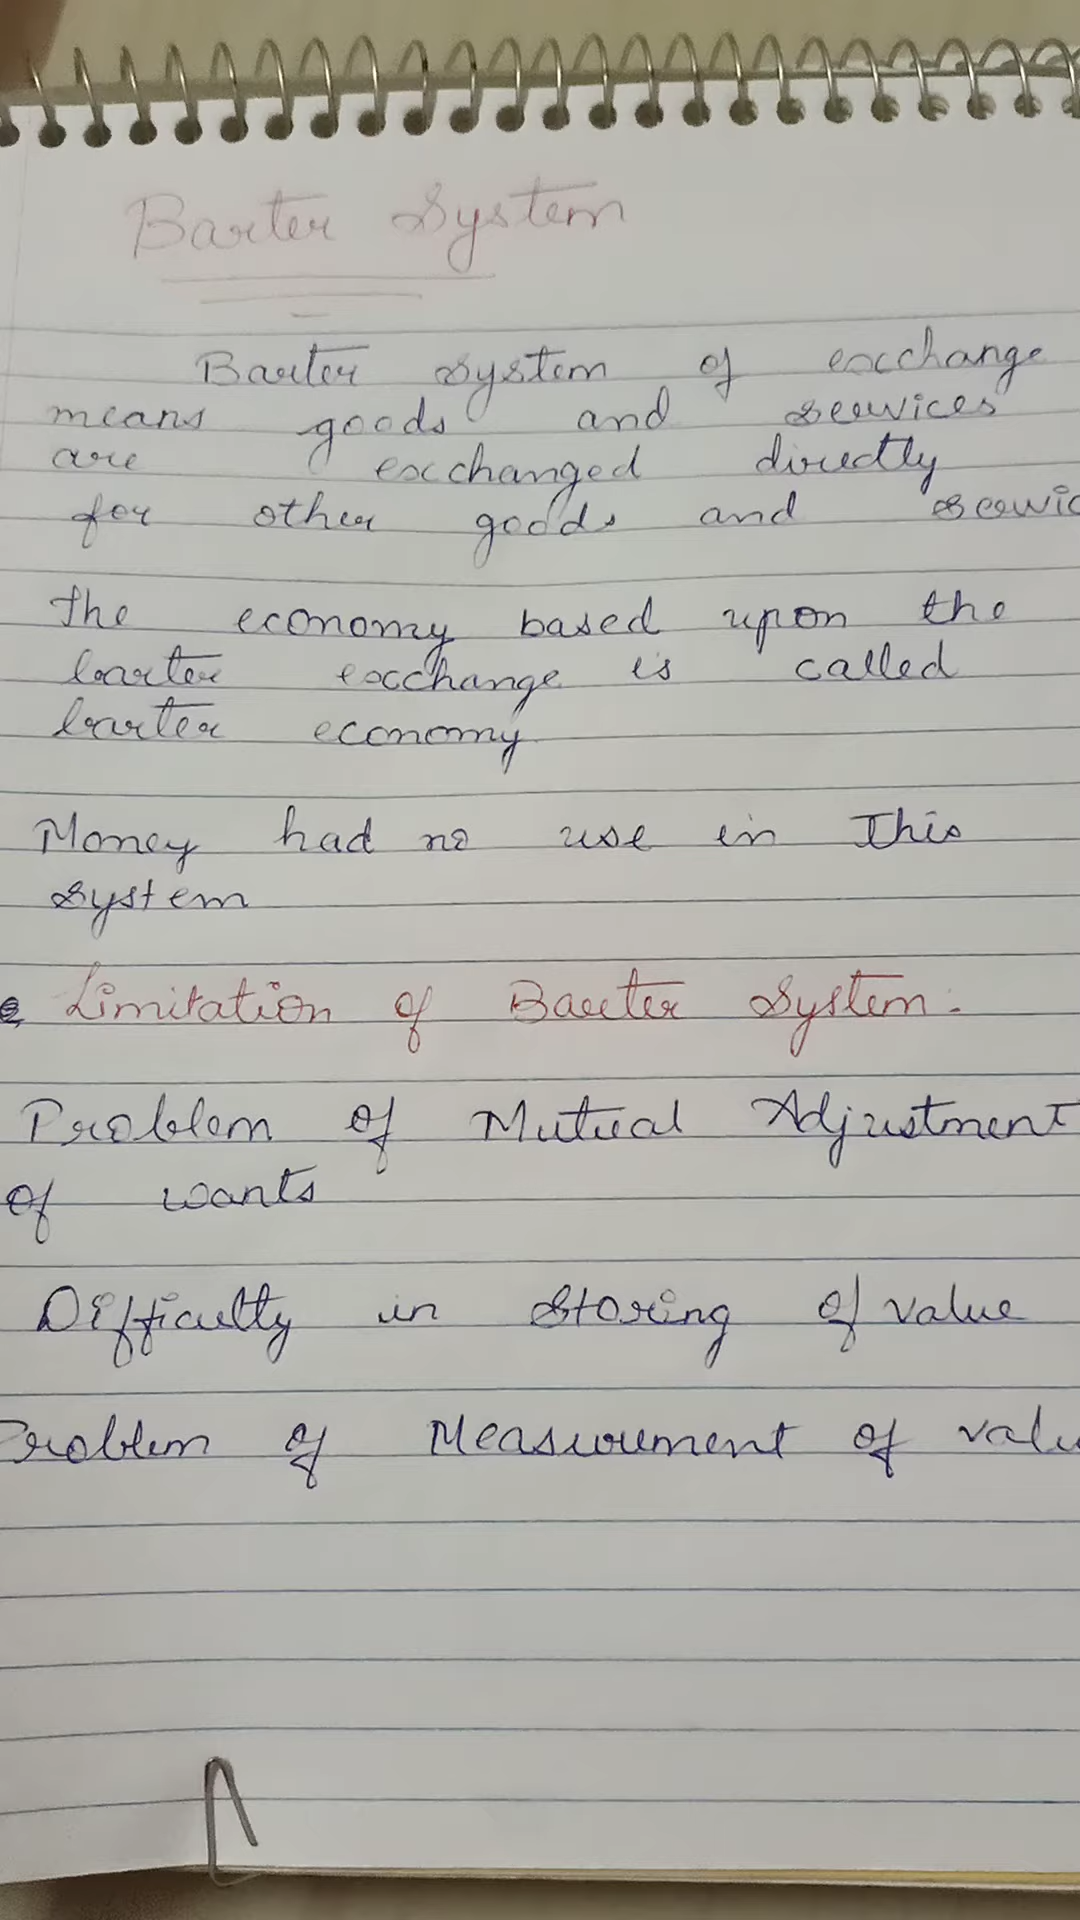 Barter System
Barter System of exchange
means goods and services
are exchanged directly
for other goods and servic
The economy based upon the
barter exchange is called
barter economy
Money had no use in This
System
Limitation of Barter System.
Problem of Mutual Adjustment
of wants
Difficulty in Storing of value
Problem of Measurement of valu